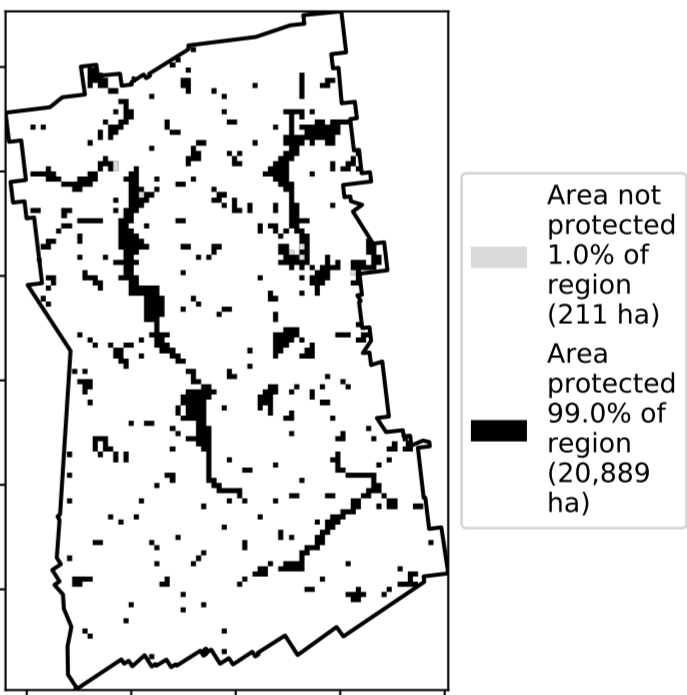 Area not
protected
1.0% of
region
(211 ha)
Area
protected
99.0% of
region
(20,889
ha)